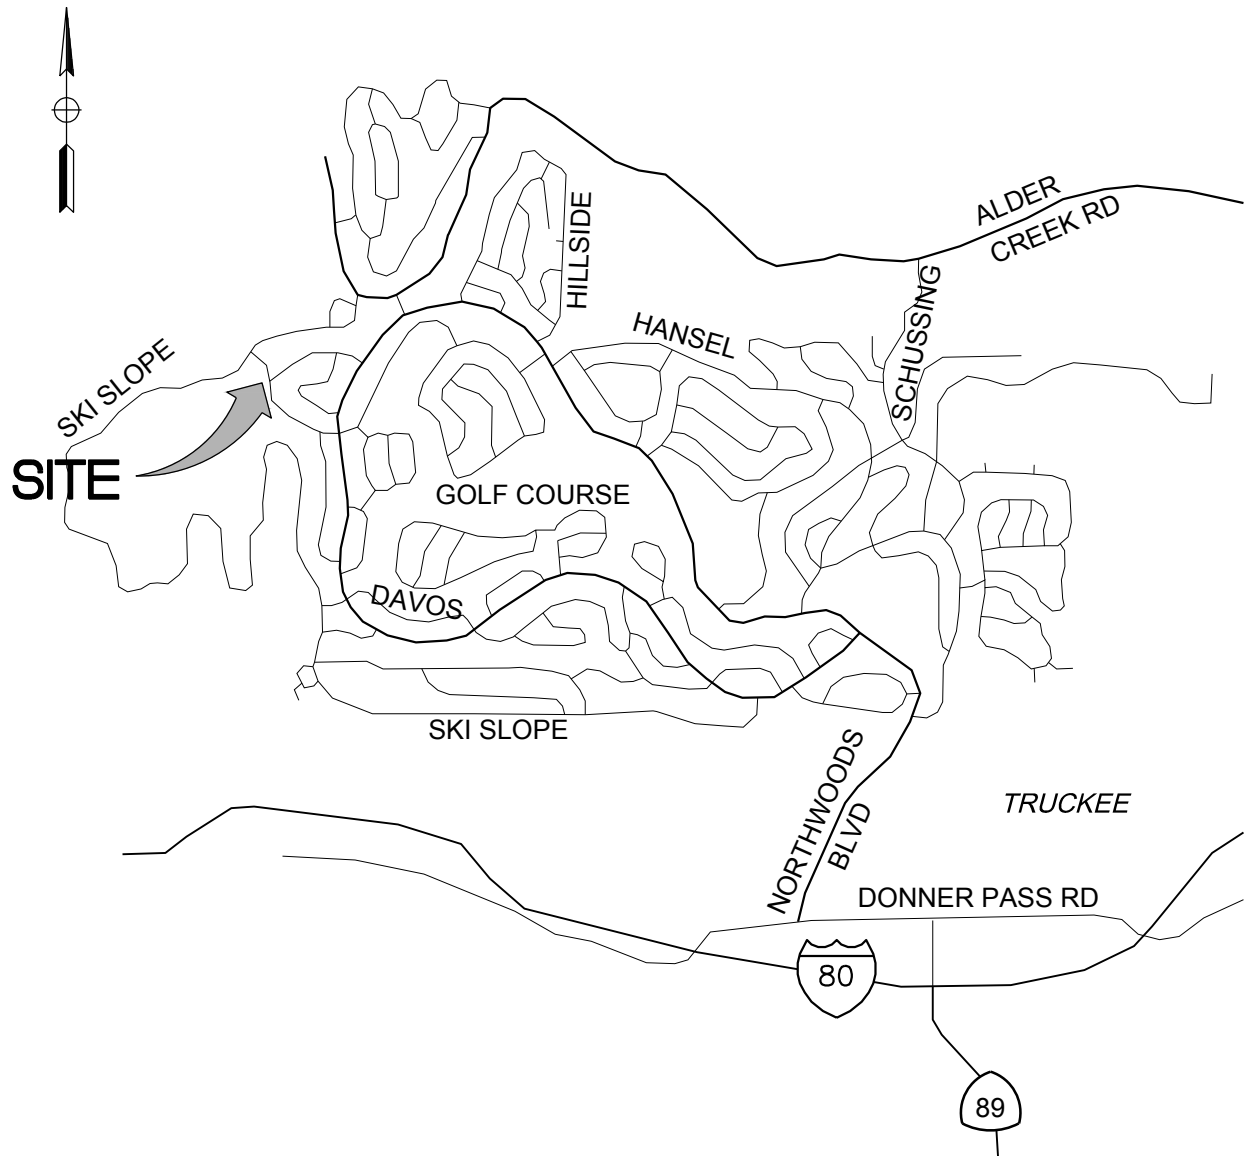 ALDER
CREEK RD
HILLSIDE
SCHUSSING
HANSEL
SKI SLOPE
SITE
GOLF COURSE
DAVOS
SKI SLOPE
NORTHWOODS
BLVD
TRUCKEE
DONNER PASS RD
80
89